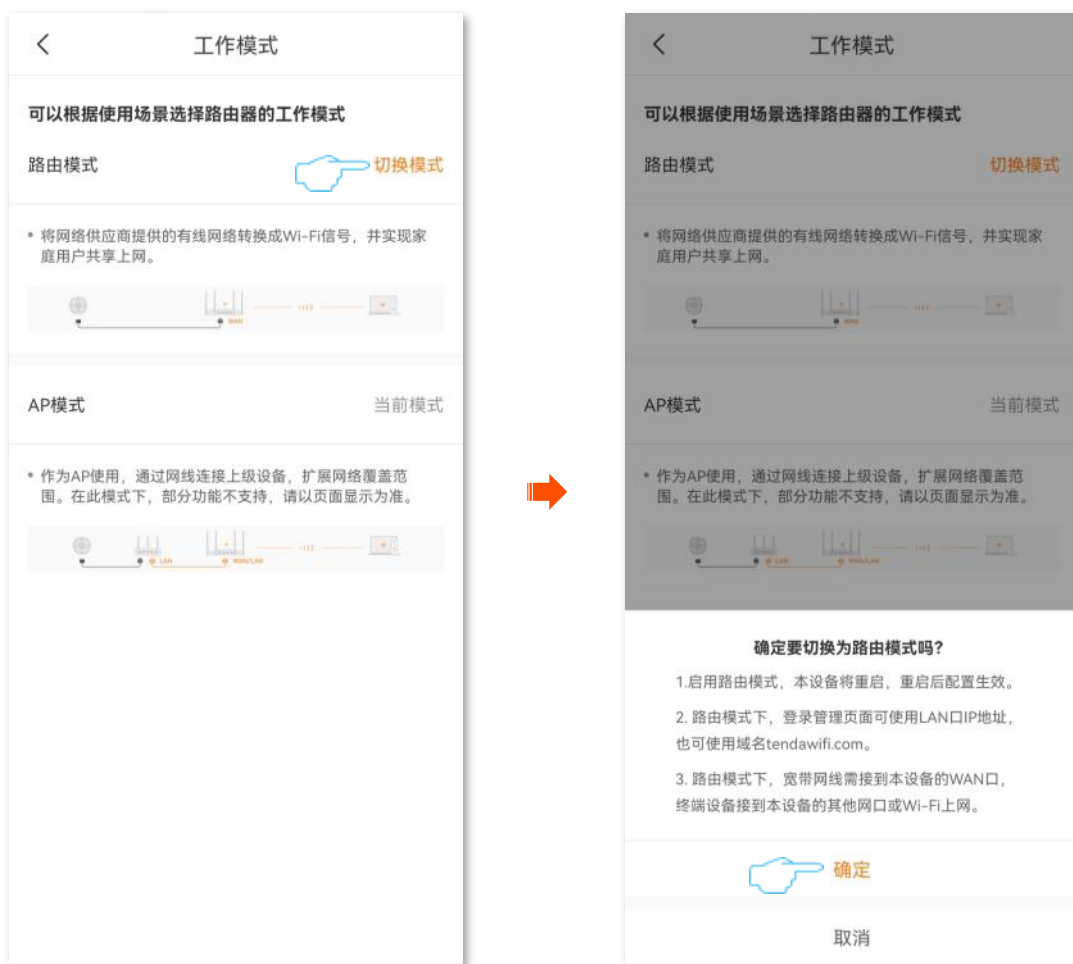 工作模式
可以根据使用场景选择路由器的工作模式
路由模式 切换模式
• 将网络供应商提供的有线网络转换成Wi-Fi信号，并实现家
庭用户共享上网。
WAN
AP模式 当前模式
• 作为AP使用，通过网线连接上级设备，扩展网络覆盖范
围。在此模式下，部分功能不支持，请以页面显示为准。
LAN WAN/LAN
工作模式
可以根据使用场景选择路由器的工作模式
路由模式 切换模式
• 将网络供应商提供的有线网络转换成Wi-Fi信号，并实现家
庭用户共享上网。
WAN
AP模式 当前模式
• 作为AP使用，通过网线连接上级设备，扩展网络覆盖范
围。在此模式下，部分功能不支持，请以页面显示为准。
LAN WAN/LAN
确定要切换为路由模式吗？
1.启用路由模式，本设备将重启，重启后配置生效。
2. 路由模式下，登录管理页面可使用LAN口IP地址，
也可使用域名tendawifi.com。
3. 路由模式下，宽带网线需接到本设备的WAN口，
终端设备接到本设备的其他网口或Wi-Fi上网。
确定
取消